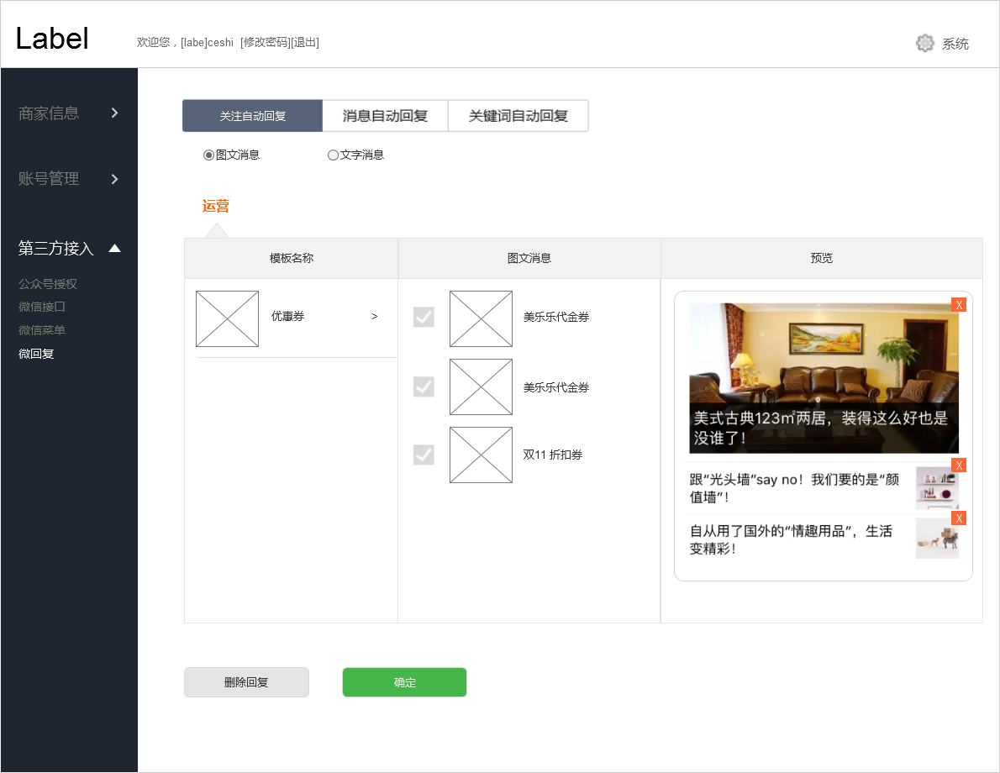 Label
欢迎您，[labe]ceshi [修改密码][退出]
系统
商家信息
账号管理
第三方接入
公众号授权
微信接口
微信菜单
微回复
关注自动回复
消息自动回复
关键词自动回复
图文消息
文字消息
运营
模板名称
图文消息
预览
优惠券
>
美乐乐代金券
美乐乐代金券
双11 折扣券
X
美式古典123㎡两居，装得这么好也是
没谁了！
X
跟“光头墙”say no！我们要的是“颜
值墙”！
X
自从用了国外的“情趣用品”，生活
变精彩！
删除回复
确定